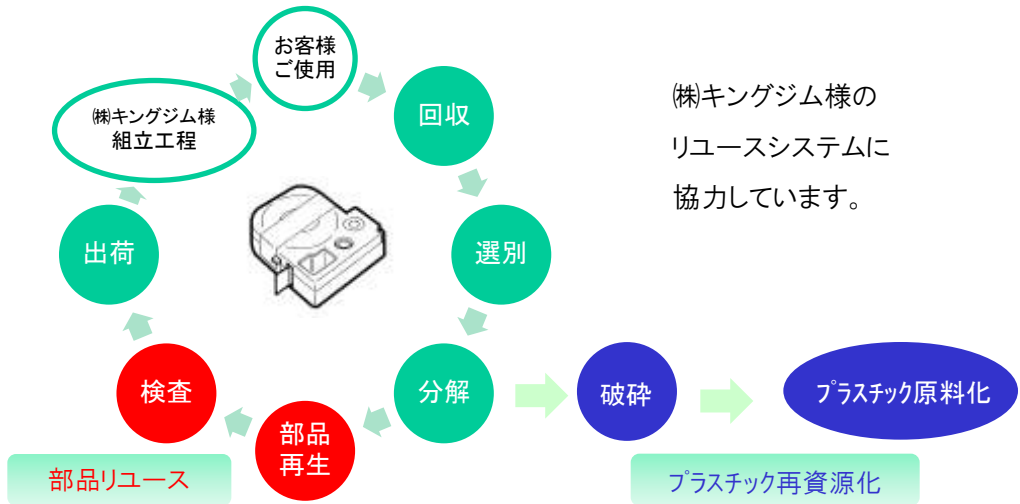 お客様
ご使用
㈱キングジム様
組立工程
回収
選別
分解
部品
再生
検査
出荷
破砕
プラスチック原料化
部品リユース
プラスチック再資源化
㈱キングジム様の
リユースシステムに
協力しています。